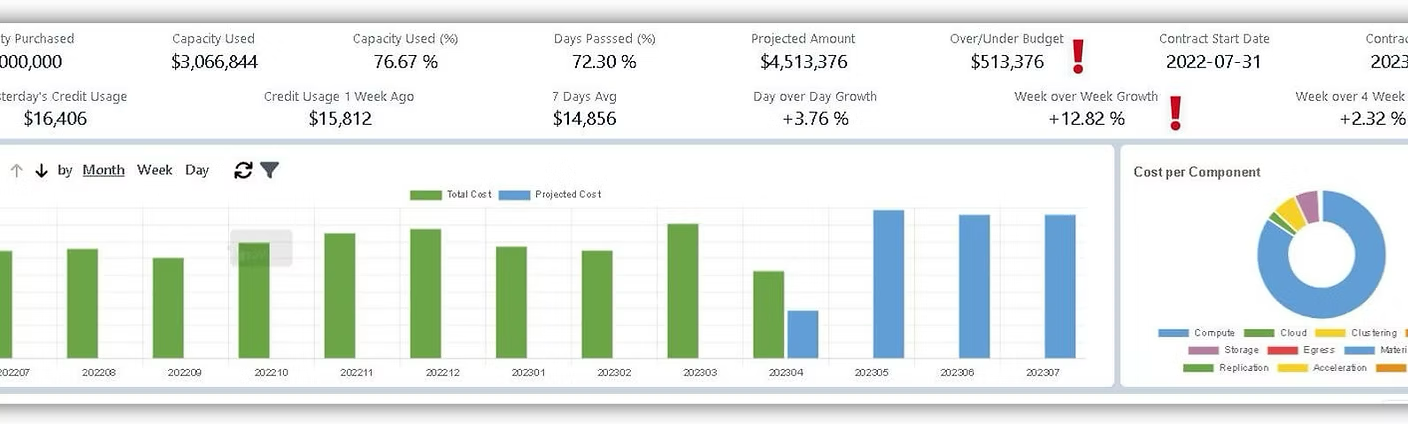 ty Purchased Capacity Used Capacity Used (%) Days Passsed (%) Projected Amount Over/Under Budget Contract Start Date Contrac
000,000 $3,066,844 76.67 % 72.30 % $4,513,376 $513,376 2022-07-31 2023
sterday's Credit Usage Credit Usage 1 Week Ago 7 Days Avg Day over Day Growth Week over Week Growth Week over 4 Week
$16,406 $15,812 $14,856 +3.76 % +12.82 % +2.32 %
by Month Week Day
Total Cost Projected Cost
202207 202208 202209 202210 202211 202212 202301 202302 202303 202304 202305 202306 202307
Cost per Component
Compute Cloud Clustering
Storage Egress Materi
Replication Acceleration